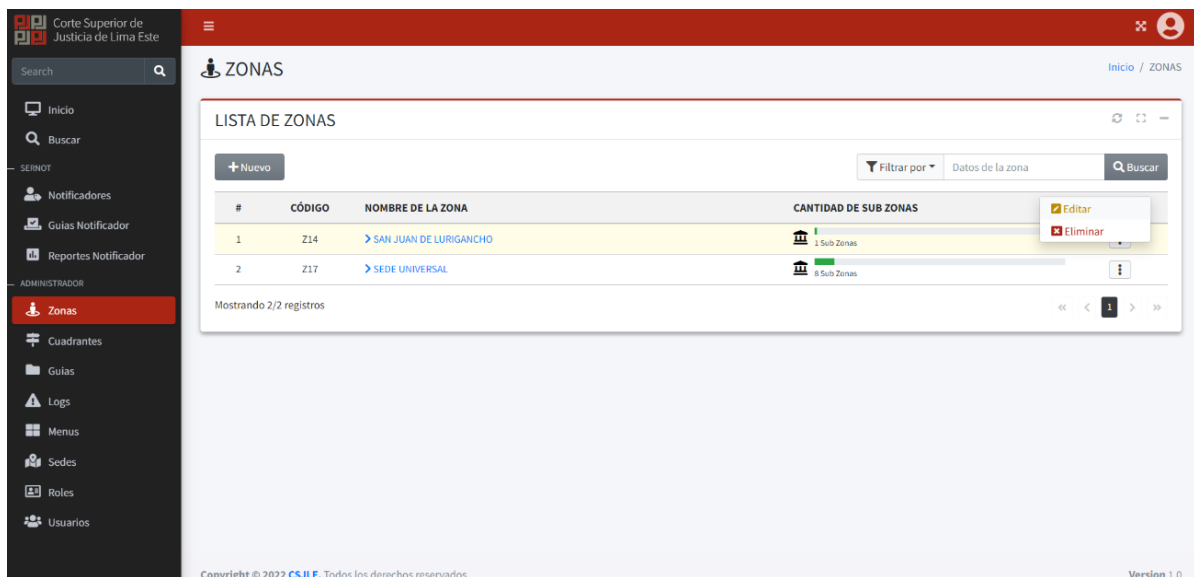 Corte Superior de
Justicia de Lima Este
Search
Inicio
Buscar
SERNOT
Notificadores
Guias Notificador
Reportes Notificador
ADMINISTRADOR
Zonas
Cuadrantes
Guias
Logs
Menus
Sedes
Roles
Usuarios
ZONAS
Inicio / ZONAS
LISTA DE ZONAS
+ Nuevo
Filtrar por Datos de la zona Buscar
# CÓDIGO NOMBRE DE LA ZONA CANTIDAD DE SUB ZONAS
Editar
Eliminar
1 Z14 > SAN JUAN DE LURIGANCHO 1 Sub Zonas
2 Z17 > SEDE UNIVERSAL 8 Sub Zonas
Mostrando 2/2 registros
« < 1 > »
Copyright © 2022 CSJLE. Todos los derechos reservados. Version 1.0